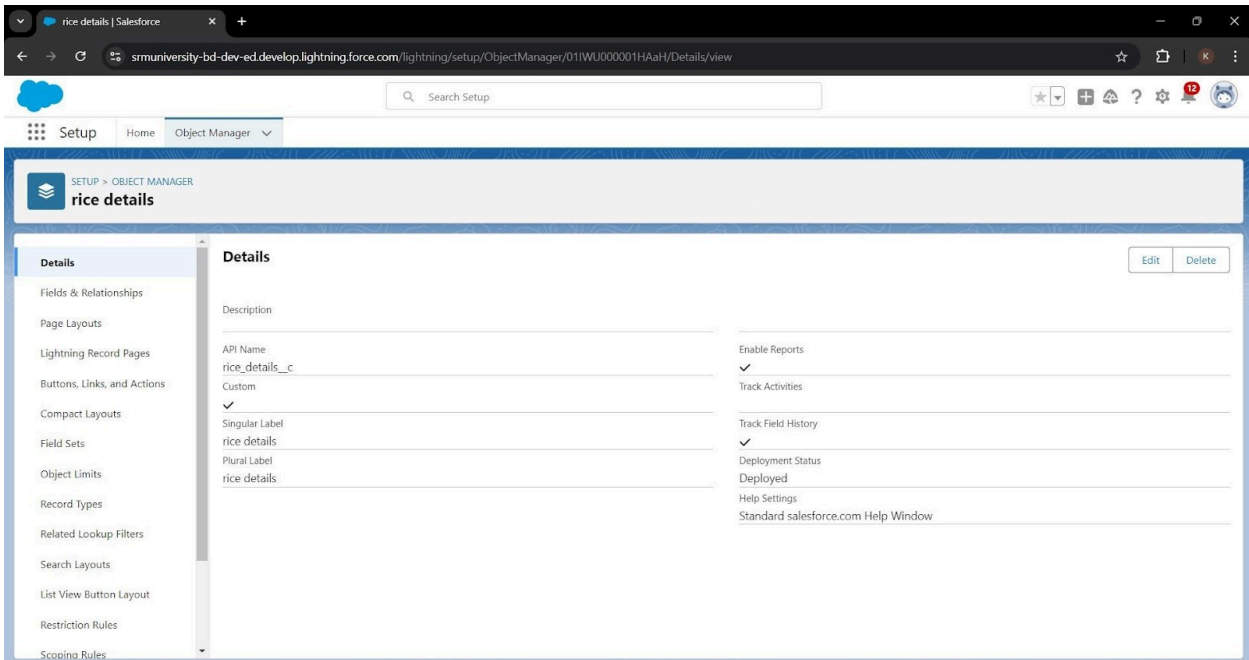 rice details | Salesforce
srmuniversity-bd-dev-ed.develop.lightning.force.com/lightning/setup/ObjectManager/01IWU000001HAaH/Details/view
K
Search Setup
12
Setup
Home
Object Manager
SETUP > OBJECT MANAGER
rice details
Details
Fields & Relationships
Page Layouts
Lightning Record Pages
Buttons, Links, and Actions
Compact Layouts
Field Sets
Object Limits
Record Types
Related Lookup Filters
Search Layouts
List View Button Layout
Restriction Rules
Scoping Rules
Details
Edit
Delete
Description
API Name
rice_details__c
Custom
Singular Label
rice details
Plural Label
rice details
Enable Reports
Track Activities
Track Field History
Deployment Status
Deployed
Help Settings
Standard salesforce.com Help Window